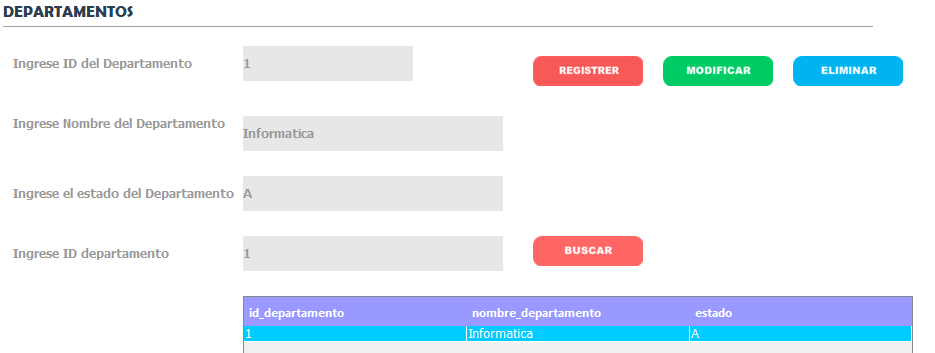 DEPARTAMENTOS
Ingrese ID del Departamento 1 REGISTRER MODIFICAR ELIMINAR
Ingrese Nombre del Departamento Informatica
Ingrese el estado del Departamento A
Ingrese ID departamento 1 BUSCAR
id_departamento nombre_departamento estado
1 Informatica A